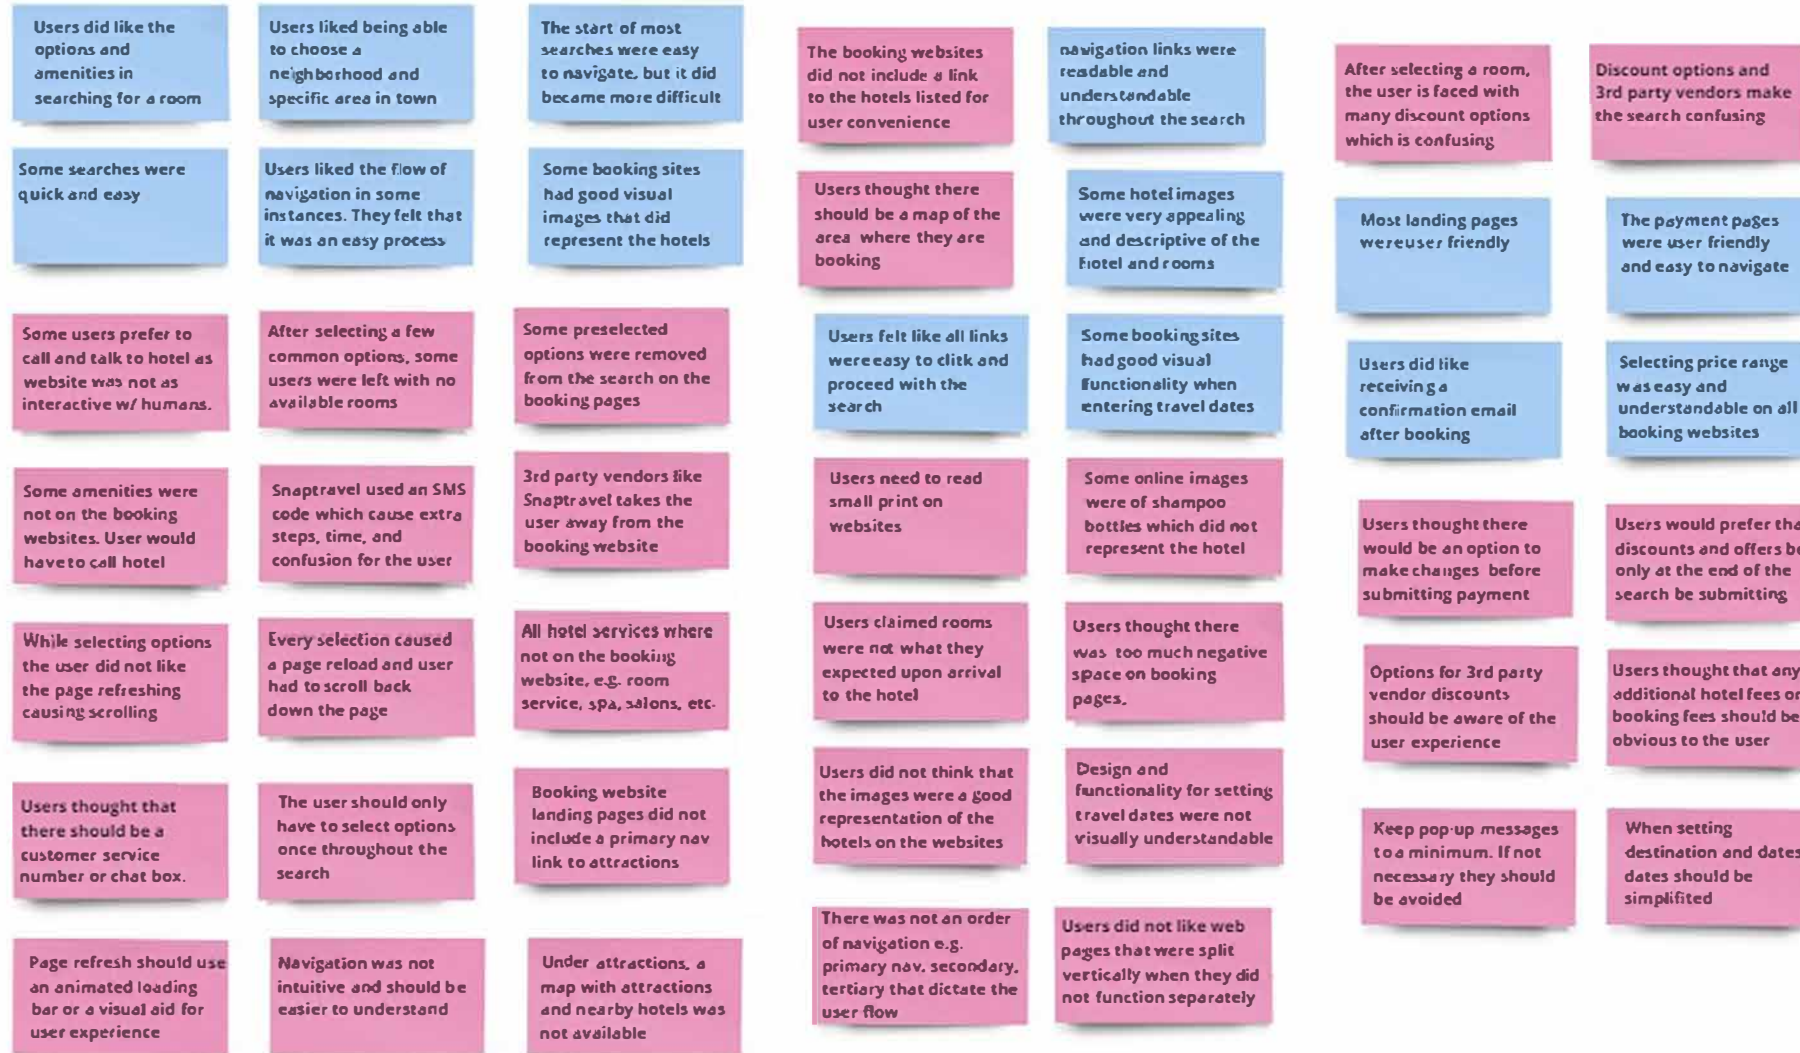 Users did like the
options and
amenities in
searching for a room
Users liked being able
to choose a
neighborhood and
specific area in town
The start of most
searches were easy
to navigate, but it did
became more difficult
Some searches were
quick and easy
Users liked the flow of
navigation in some
instances. They felt that
it was an easy process
Some booking sites
had good visual
images that did
represent the hotels
Some users prefer to
call and talk to hotel as
website was not as
interactive w/ humans.
After selecting a few
common options, some
users were left with no
available rooms
Some preselected
options were removed
from the search on the
booking pages
Some amenities were
not on the booking
websites. User would
have to call hotel
Snaptravel used an SMS
code which cause extra
steps, time, and
confusion for the user
3rd party vendors like
Snaptravel takes the
user away from the
booking website
While selecting options
the user did not like
the page refreshing
causing scrolling
Every selection caused
a page reload and user
had to scroll back
down the page
All hotel services where
not on the booking
website, e.g. room
service, spa, salons, etc.
Users thought that
there should be a
customer service
number or chat box.
The user should only
have to select options
once throughout the
search
Booking website
landing pages did not
include a primary nav
link to attractions
Page refresh should use
an animated loading
bar or a visual aid for
user experience
Navigation was not
intuitive and should be
easier to understand
Under attractions, a
map with attractions
and nearby hotels was
not available
The booking websites
did not include a link
to the hotels listed for
user convenience
navigation links were
readable and
understandable
throughout the search
Users thought there
should be a map of the
area where they are
booking
Some hotel images
were very appealing
and descriptive of the
hotel and rooms
Users felt like all links
were easy to click and
proceed with the
search
Some booking sites
had good visual
functionality when
entering travel dates
Users need to read
small print on
websites
Some online images
were of shampoo
bottles which did not
represent the hotel
Users claimed rooms
were not what they
expected upon arrival
to the hotel
Users thought there
was too much negative
space on booking
pages.
Users did not think that
the images were a good
representation of the
hotels on the websites
Design and
functionality for setting
travel dates were not
visually understandable
There was not an order
of navigation e.g.
primary nav, secondary,
tertiary that dictate the
user flow
Users did not like web
pages that were split
vertically when they did
not function separately
After selecting a room,
the user is faced with
many discount options
which is confusing
Discount options and
3rd party vendors make
the search confusing
Most landing pages
were user friendly
The payment pages
were user friendly
and easy to navigate
Users did like
receiving a
confirmation email
after booking
Selecting price range
was easy and
understandable on all
booking websites
Users thought there
would be an option to
make changes before
submitting payment
Users would prefer tha
discounts and offers be
only at the end of the
search be submitting
Options for 3rd party
vendor discounts
should be aware of the
user experience
Users thought that any
additional hotel fees or
booking fees should be
obvious to the user
Keep pop-up messages
to a minimum. If not
necessary they should
be avoided
When setting
destination and dates
dates should be
simplifited